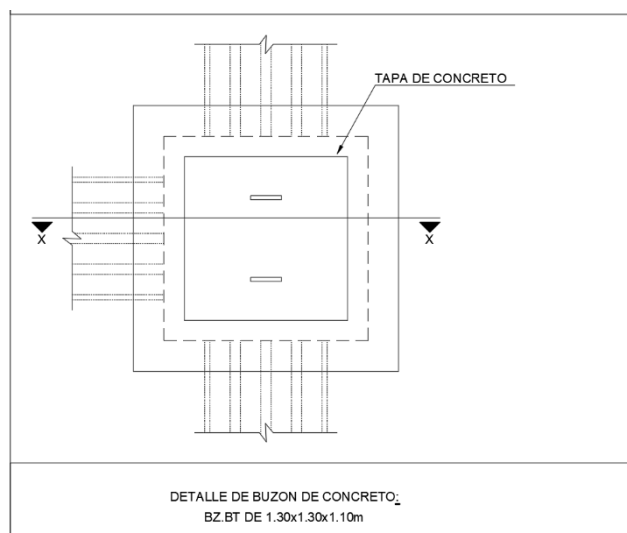 TAPA DE CONCRETO
X X
DETALLE DE BUZON DE CONCRETO:
BZ.BT DE 1.30x1.30x1.10m